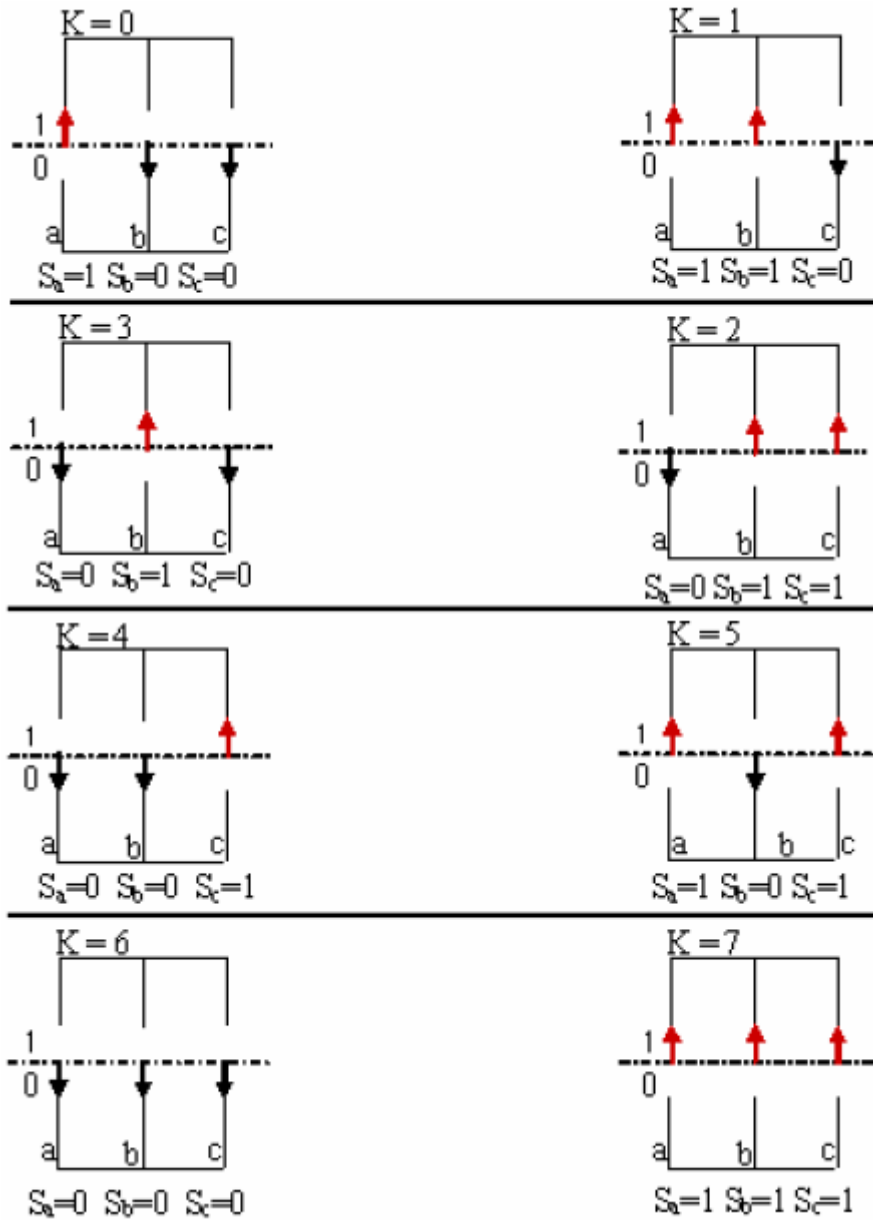 K = 0
1
0
a b c
Sa=1 Sb=0 Sc=0
K = 1
1
0
a b c
Sa=1 Sb=1 Sc=0
K = 3
1
0
a b c
Sa=0 Sb=1 Sc=0
K = 2
1
0
a b c
Sa=0 Sb=1 Sc=1
K = 4
1
0
a b c
Sa=0 Sb=0 Sc=1
K = 5
1
0
a b c
Sa=1 Sb=0 Sc=1
K = 6
1
0
a b c
Sa=0 Sb=0 Sc=0
K = 7
1
0
a b c
Sa=1 Sb=1 Sc=1